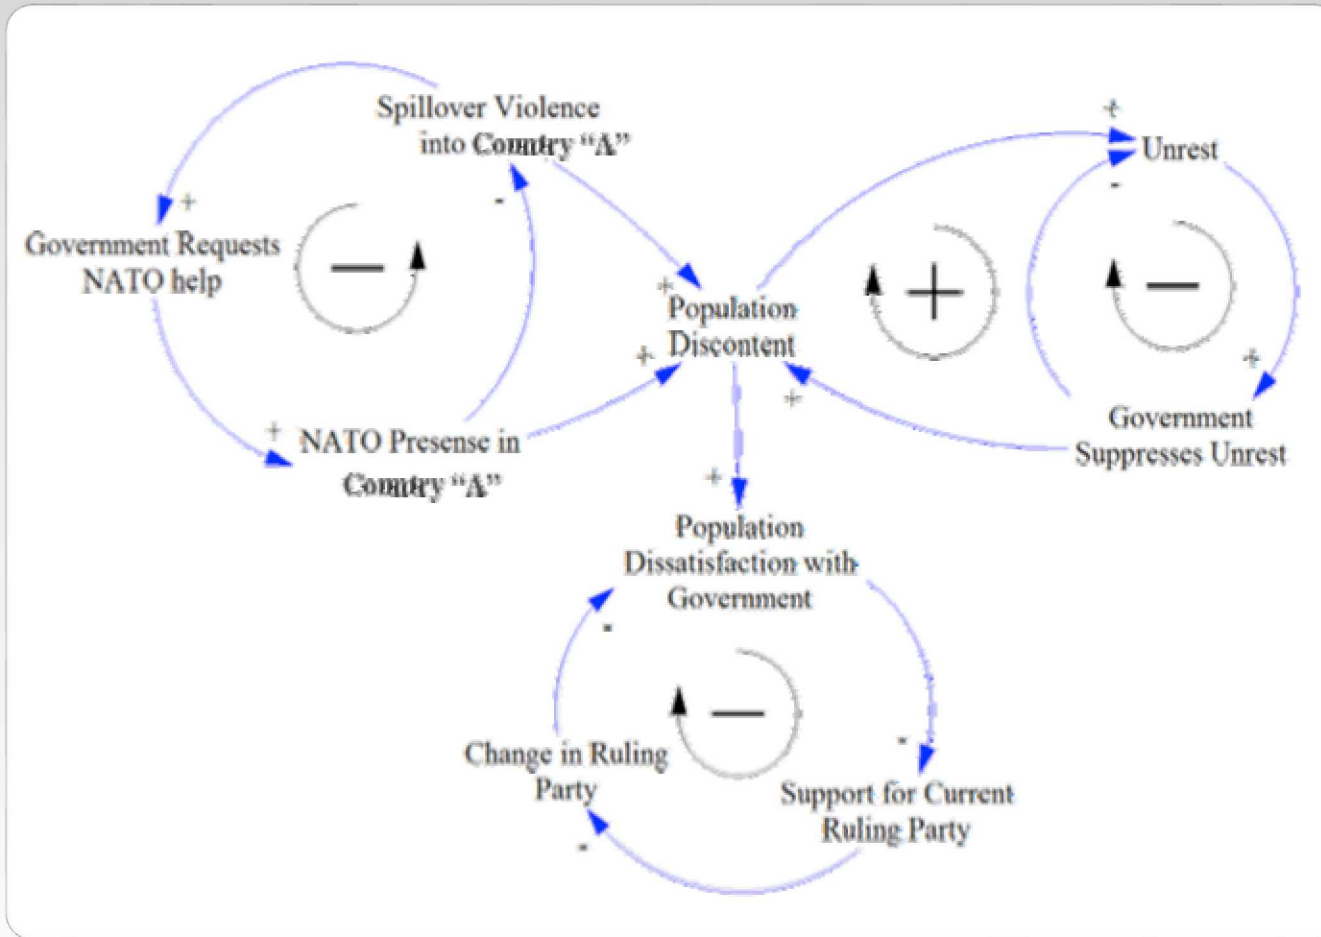 Spillover Violence
into Country “A”
+
Unrest
-
+
-
Government Requests
NATO help
−
+
Population
Discontent
+
−
+
+
+
NATO Presense in
Country “A”
+
+
Government
Suppresses Unrest
+
Population
Dissatisfaction with
Government
-
−
-
Change in Ruling
Party
Support for Current
Ruling Party
-